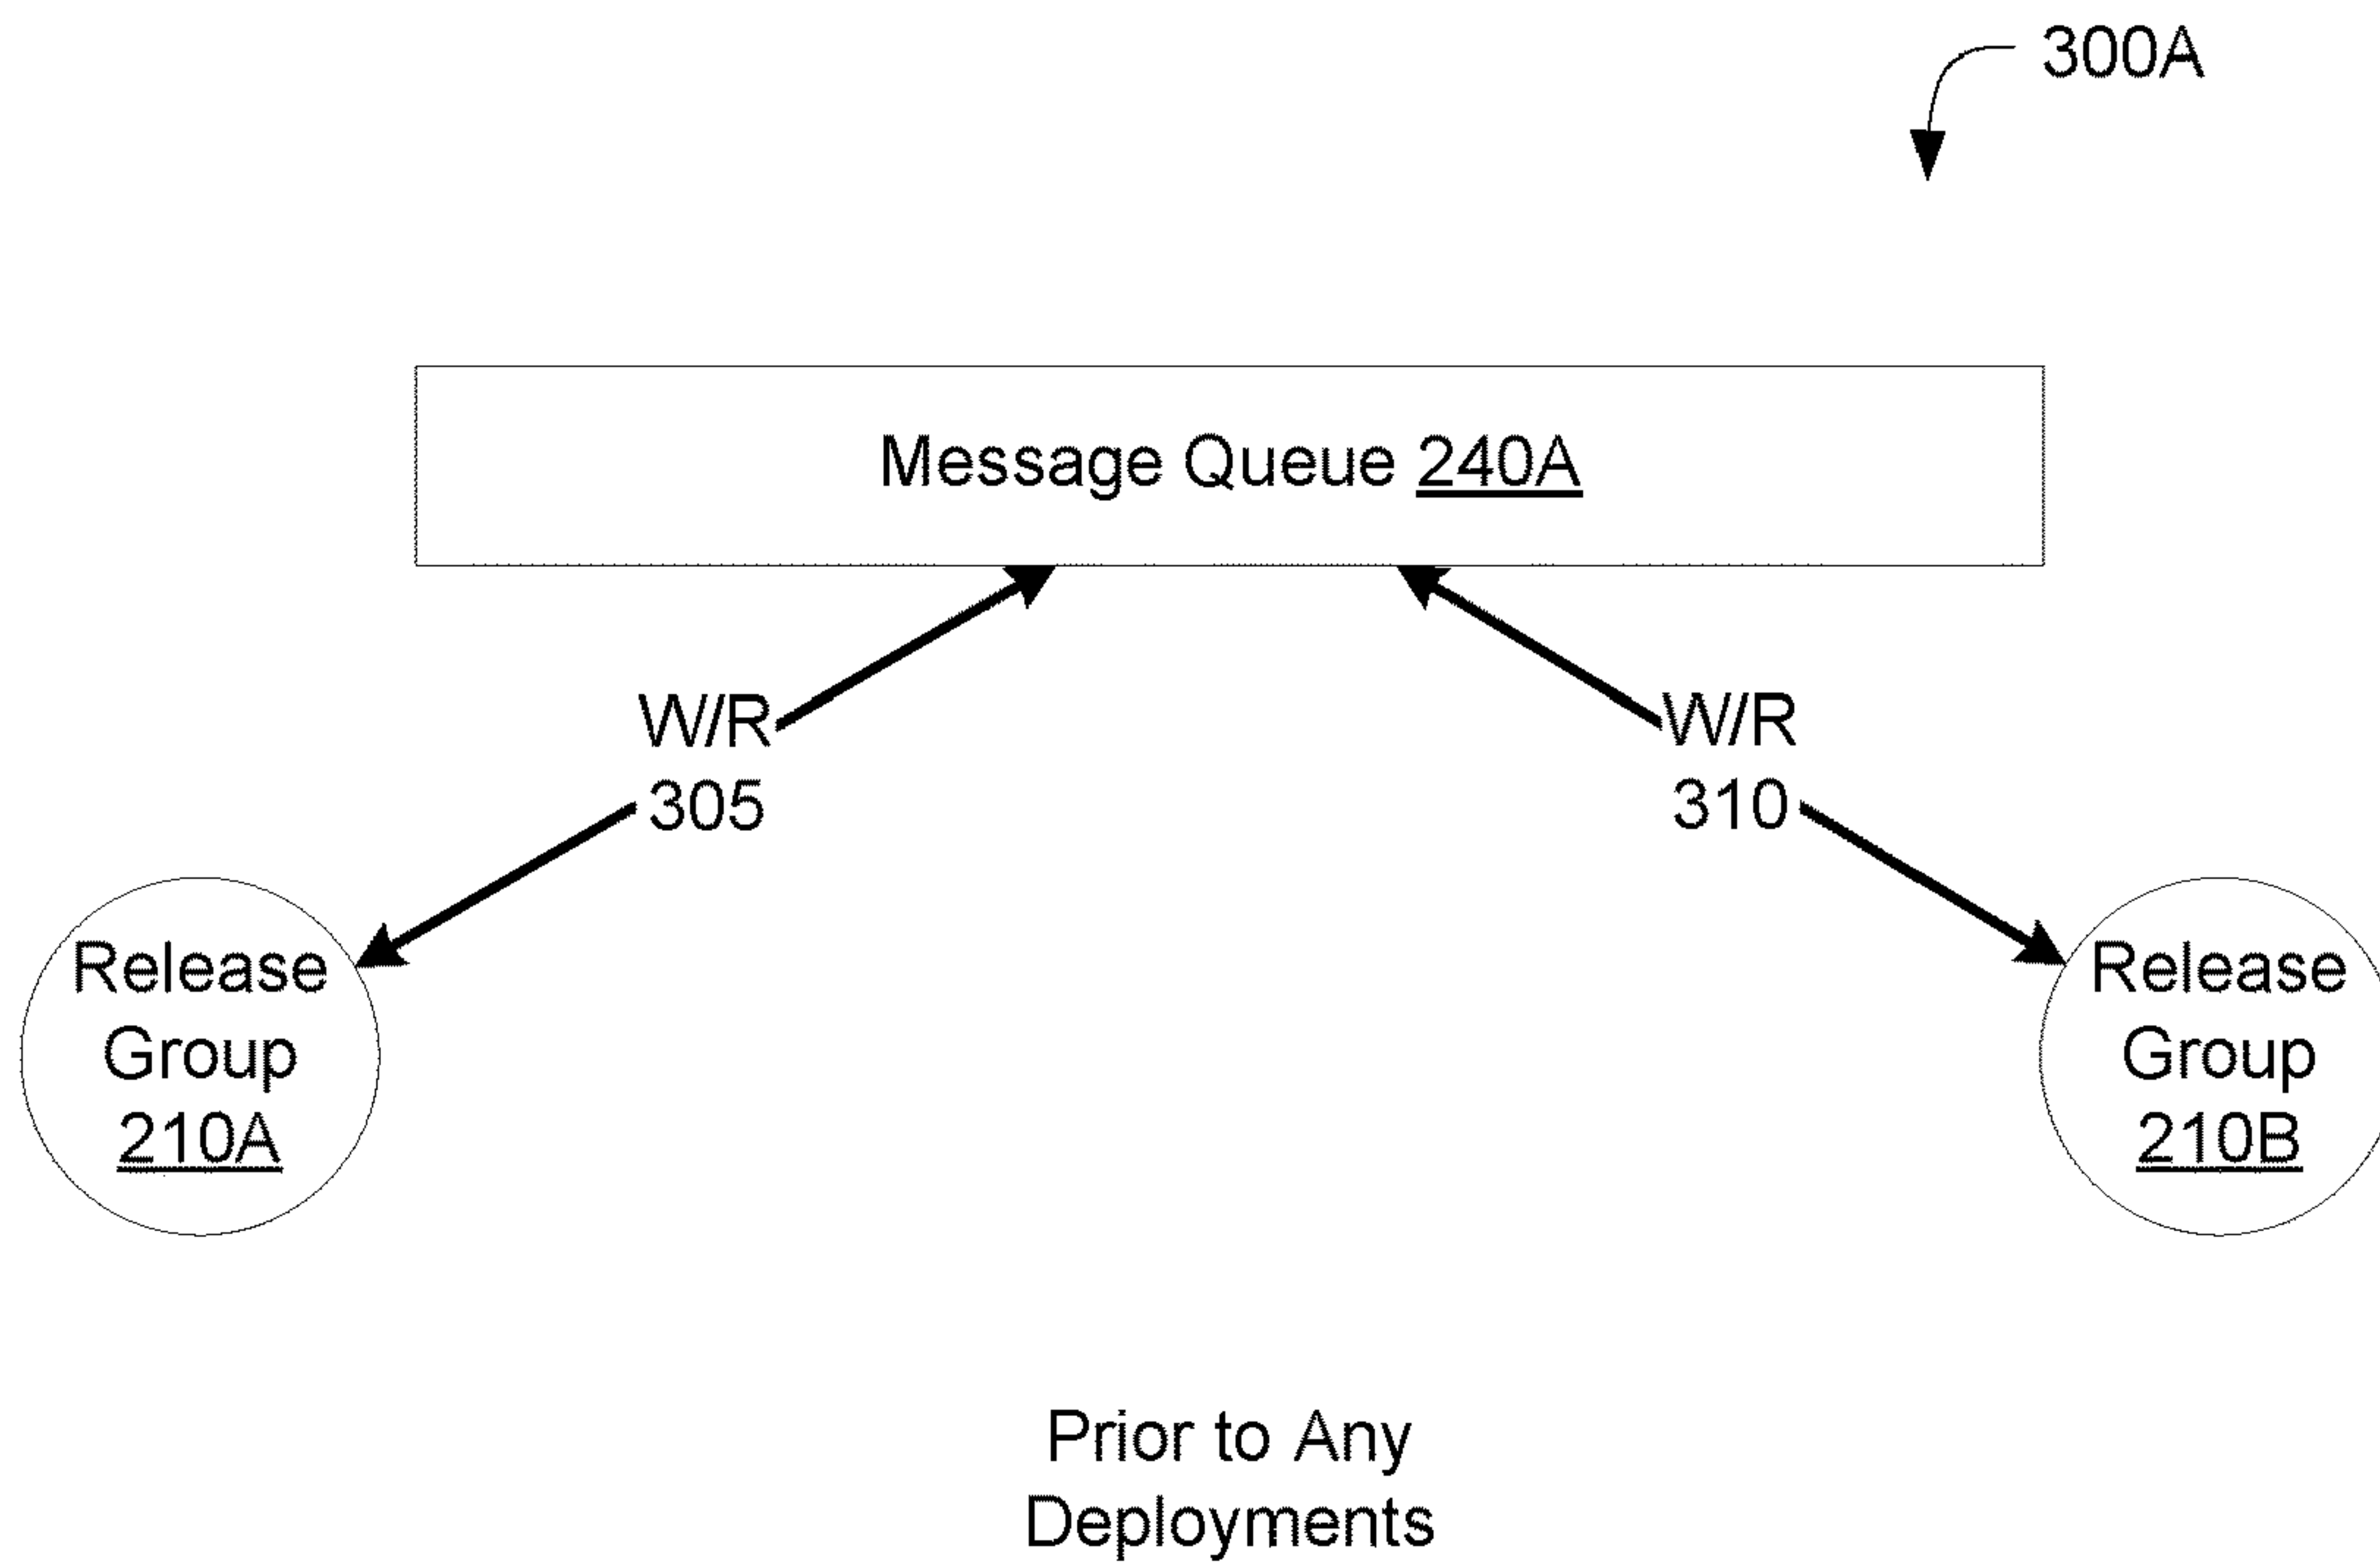 300A
Message Queue 240A
W/R
305
W/R
310
Release
Group
210A
Release
Group
210B
Prior to Any
Deployments